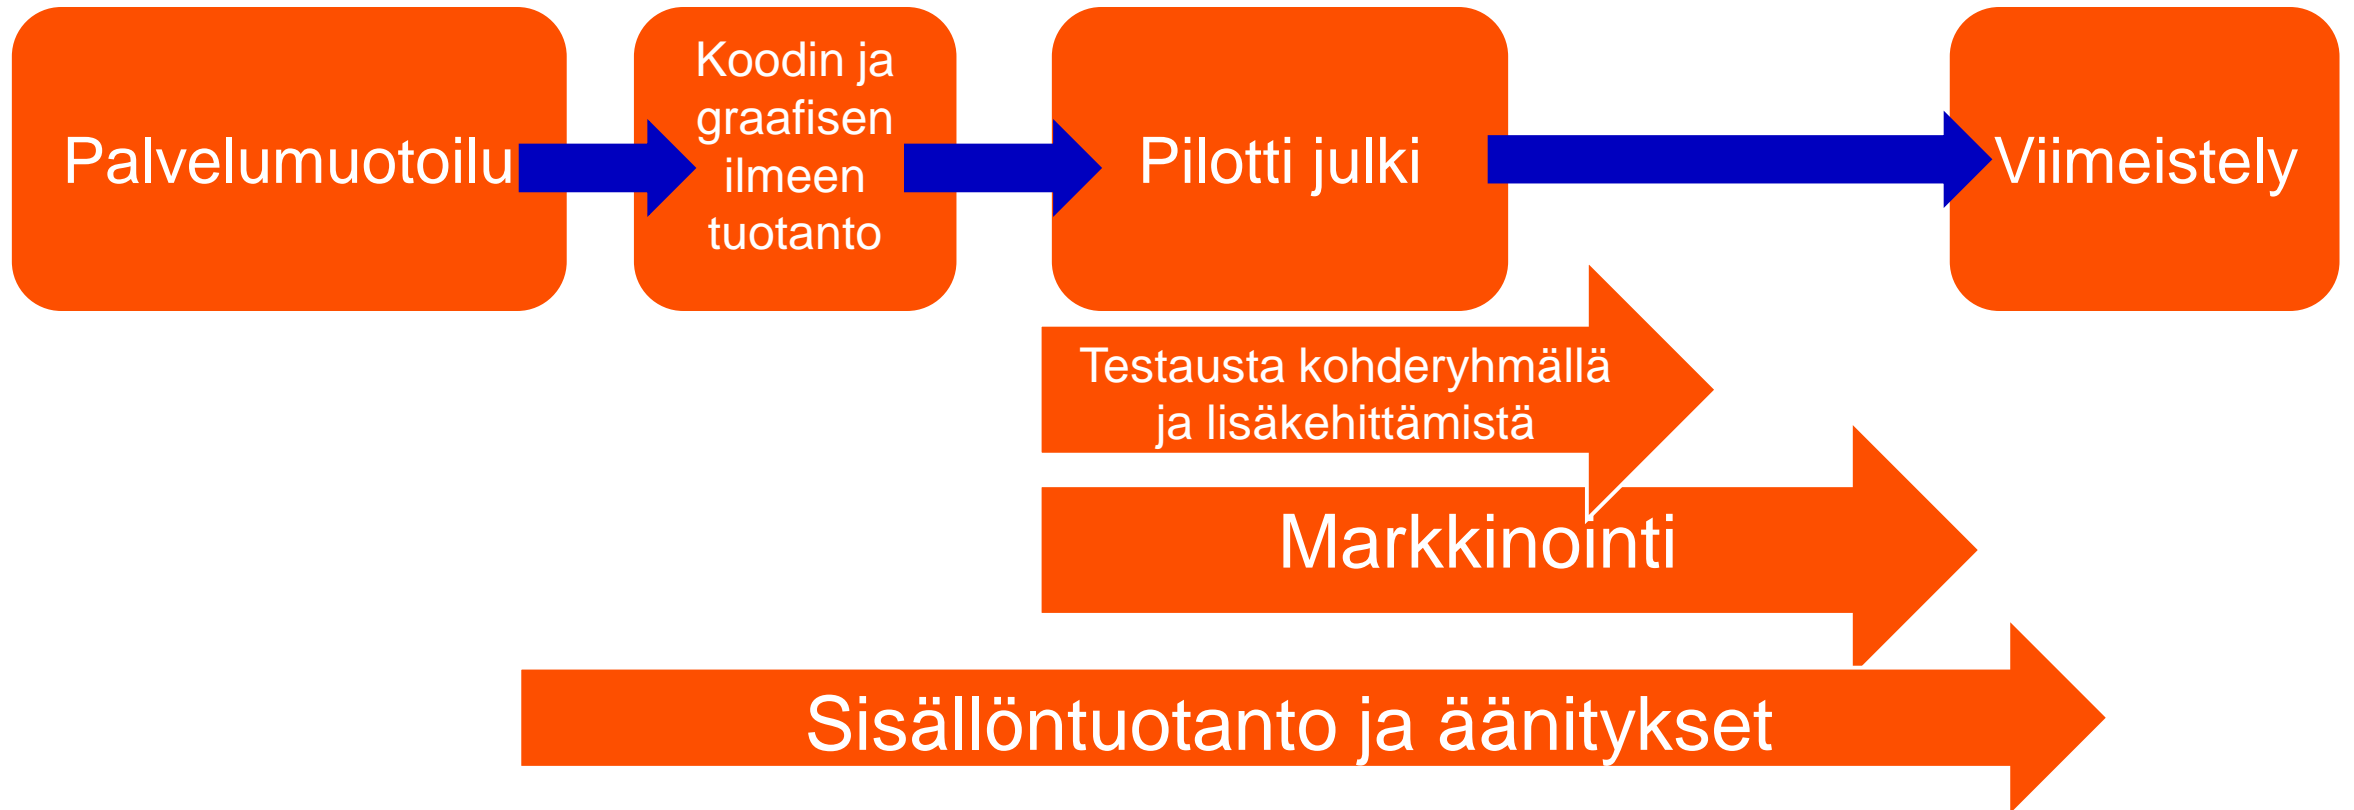 Palvelumuotoilu
Koodin ja
graafisen
ilmeen
tuotanto
Pilotti julki
Viimeistely
Testausta kohderyhmällä
ja lisäkehittämistä
Markkinointi
Sisällöntuotanto ja äänitykset